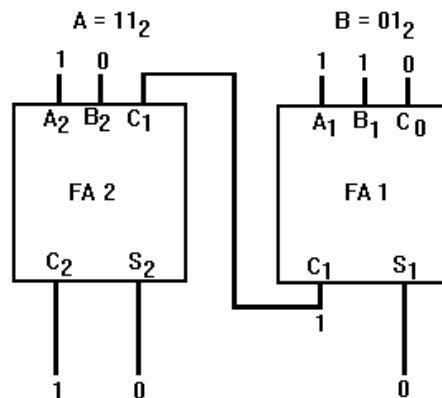 A = 11₂ B = 01₂
1 0 1 1 0
A₂ B₂ C₁ A₁ B₁ C₀
FA 2 FA 1
C₂ S₂ C₁ S₁
1
1 0 0